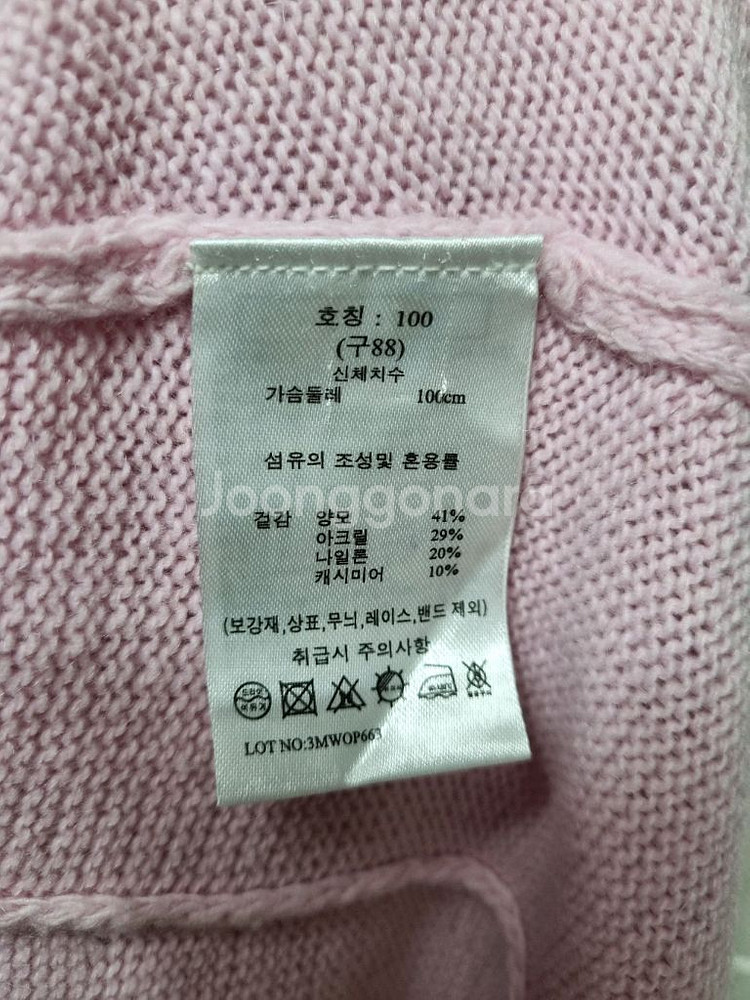 호칭 : 100
(구88)
신체치수
가슴둘레 100cm
섬유의 조성및 혼용률
Joonggonara
겉감 양모 41%
아크릴 29%
나일론 20%
캐시미어 10%
(보강재,상표,무늬,레이스,밴드 제외)
취급시 주의사항
드라이
LOT NO:3MWOP663